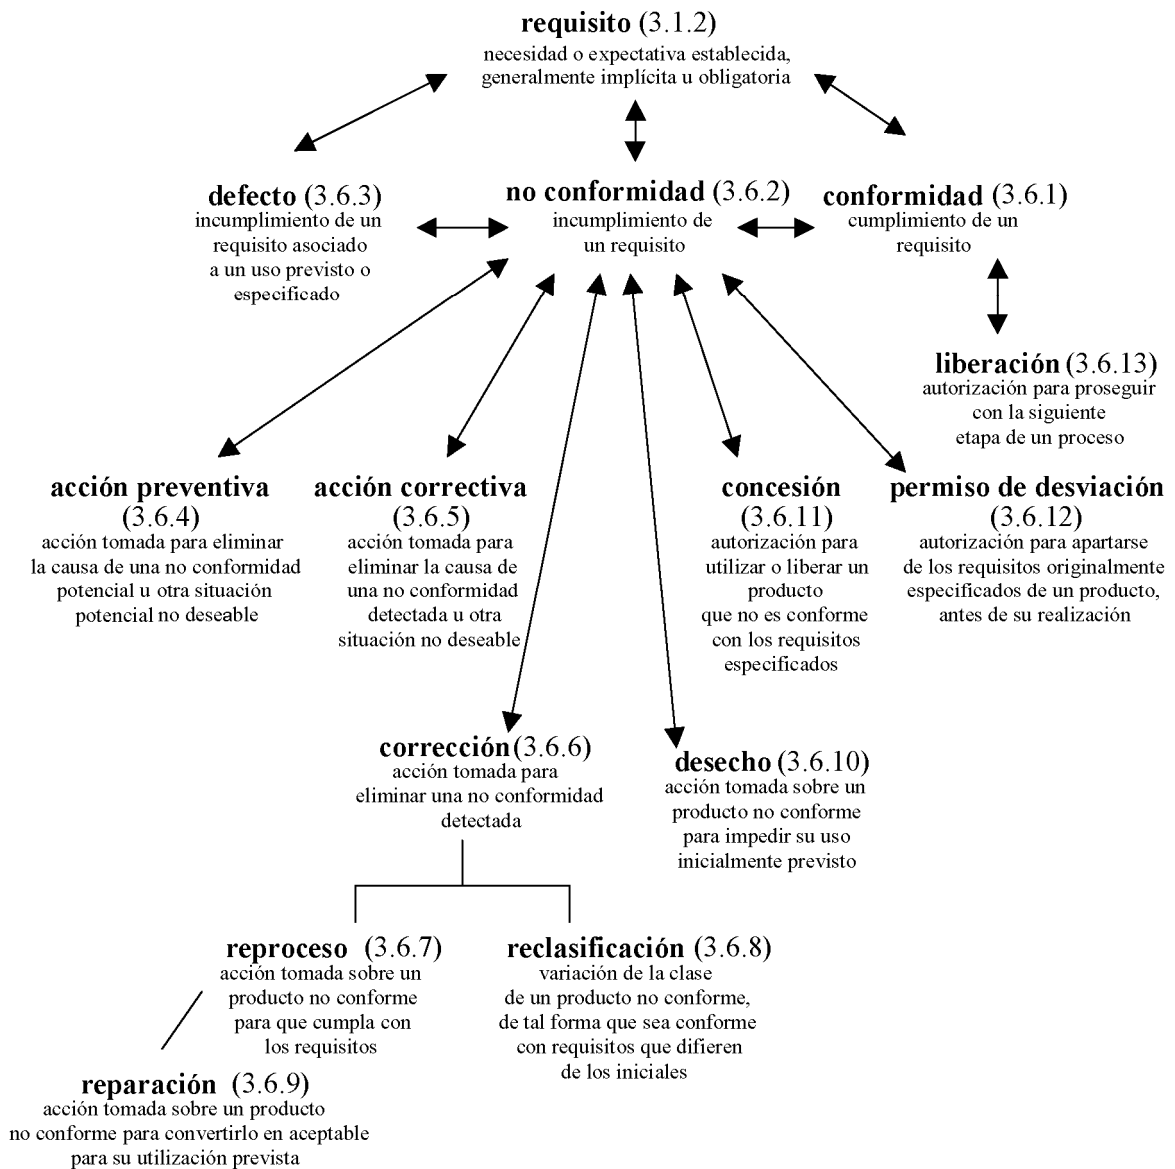 requisito (3.1.2)
necesidad o expectativa establecida,
generalmente implícita u obligatoria
defecto (3.6.3)
incumplimiento de un
requisito asociado
a un uso previsto o
especificado
no conformidad (3.6.2)
incumplimiento de
un requisito
conformidad (3.6.1)
cumplimiento de un
requisito
liberación (3.6.13)
autorización para proseguir
con la siguiente
etapa de un proceso
acción preventiva
(3.6.4)
acción tomada para eliminar
la causa de una no conformidad
potencial u otra situación
potencial no deseable
acción correctiva
(3.6.5)
acción tomada para
eliminar la causa de
una no conformidad
detectada u otra
situación no deseable
concesión
(3.6.11)
autorización para
utilizar o liberar un
producto
que no es conforme
con los requisitos
especificados
permiso de desviación
(3.6.12)
autorización para apartarse
de los requisitos originalmente
especificados de un producto,
antes de su realización
corrección (3.6.6)
acción tomada para
eliminar una no conformidad
detectada
desecho (3.6.10)
acción tomada sobre un
producto no conforme
para impedir su uso
inicialmente previsto
reproceso (3.6.7)
acción tomada sobre un
producto no conforme
para que cumpla con
los requisitos
reclasificación (3.6.8)
variación de la clase
de un producto no conforme,
de tal forma que sea conforme
con requisitos que difieren
de los iniciales
reparación (3.6.9)
acción tomada sobre un producto
no conforme para convertirlo en aceptable
para su utilización prevista